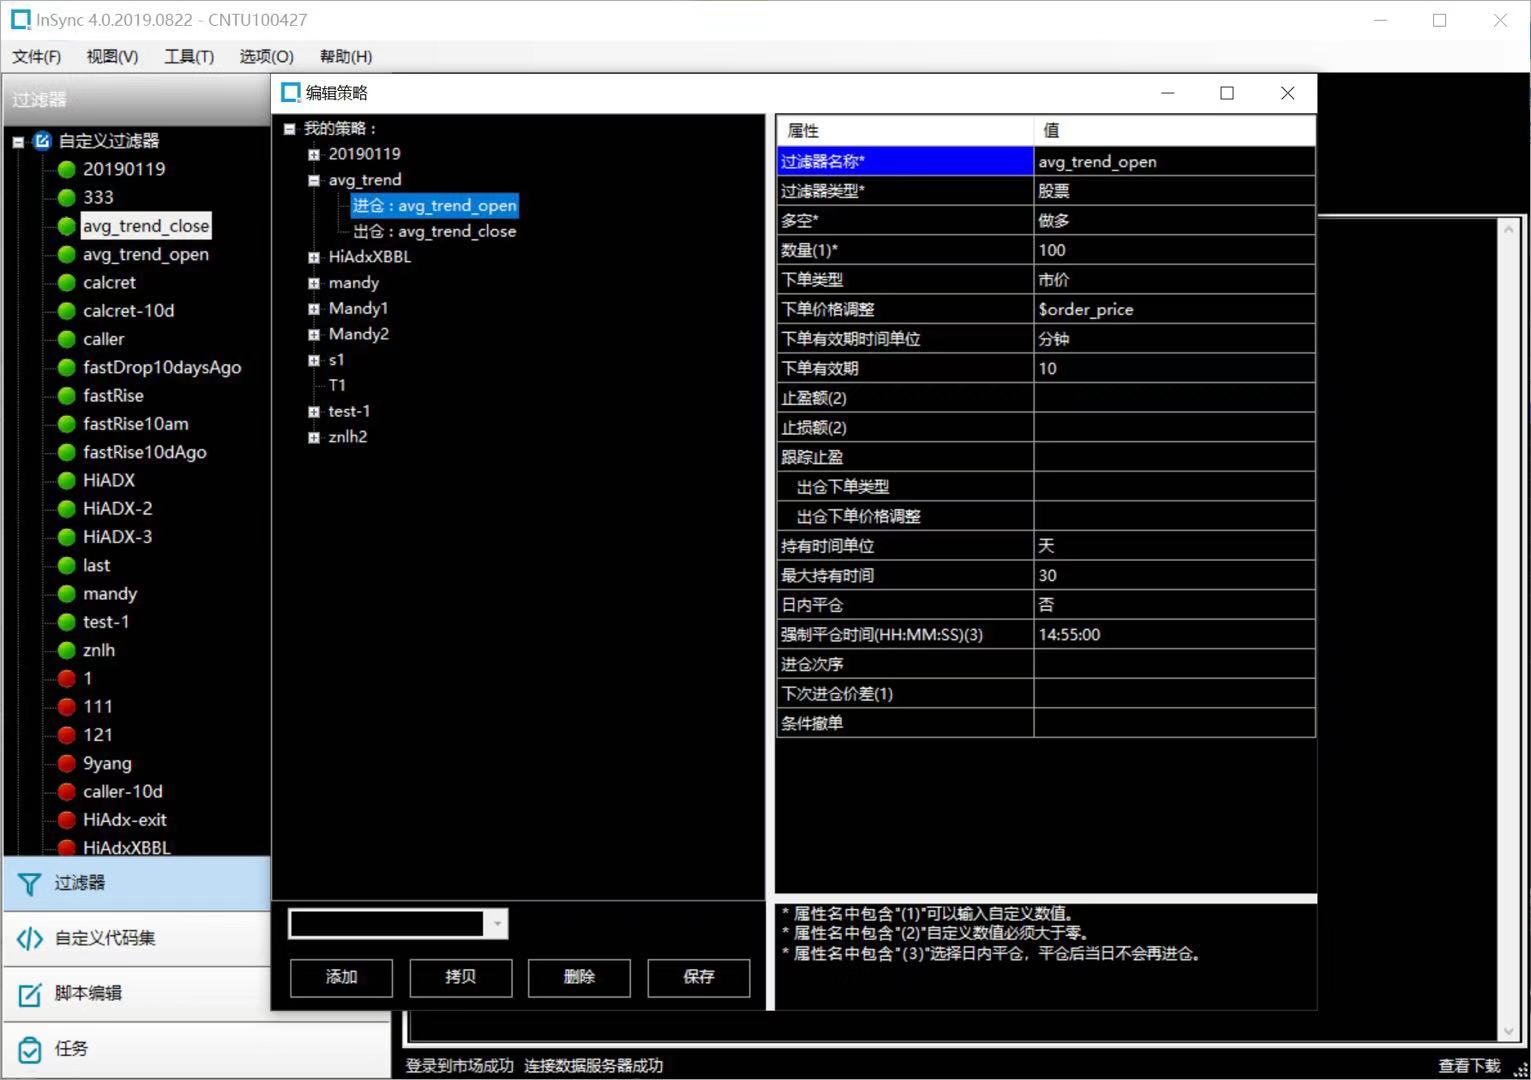 InSync 4.0.2019.0822 - CNTU100427
文件(F) 视图(V) 工具(T) 选项(O) 帮助(H)
过滤器
自定义过滤器
20190119
333
avg_trend_close
avg_trend_open
calcret
calcret-10d
caller
fastDrop10daysAgo
fastRise
fastRise10am
fastRise10dAgo
HiADX
HiADX-2
HiADX-3
last
mandy
test-1
znlh
1
111
121
9yang
caller-10d
HiAdx-exit
HiAdxXBBL
过滤器
自定义代码集
脚本编辑
任务
编辑策略
我的策略：
20190119
avg_trend
进仓：avg_trend_open
出仓：avg_trend_close
HiAdxXBBL
mandy
Mandy1
Mandy2
s1
T1
test-1
znlh2
添加 拷贝 删除 保存
属性 值
过滤器名称* avg_trend_open
过滤器类型* 股票
多空* 做多
数量(1)* 100
下单类型 市价
下单价格调整 $order_price
下单有效期时间单位 分钟
下单有效期 10
止盈额(2)
止损额(2)
跟踪止盈
出仓下单类型
出仓下单价格调整
持有时间单位 天
最大持有时间 30
日内平仓 否
强制平仓时间(HH:MM:SS)(3) 14:55:00
进仓次序
下次进仓价差(1)
条件撤单
* 属性名中包含"(1)"可以输入自定义数值。
* 属性名中包含"(2)"自定义数值必须大于零。
* 属性名中包含"(3)"选择日内平仓，平仓后当日不会再进仓。
登录到市场成功 连接数据服务器成功 查看下载